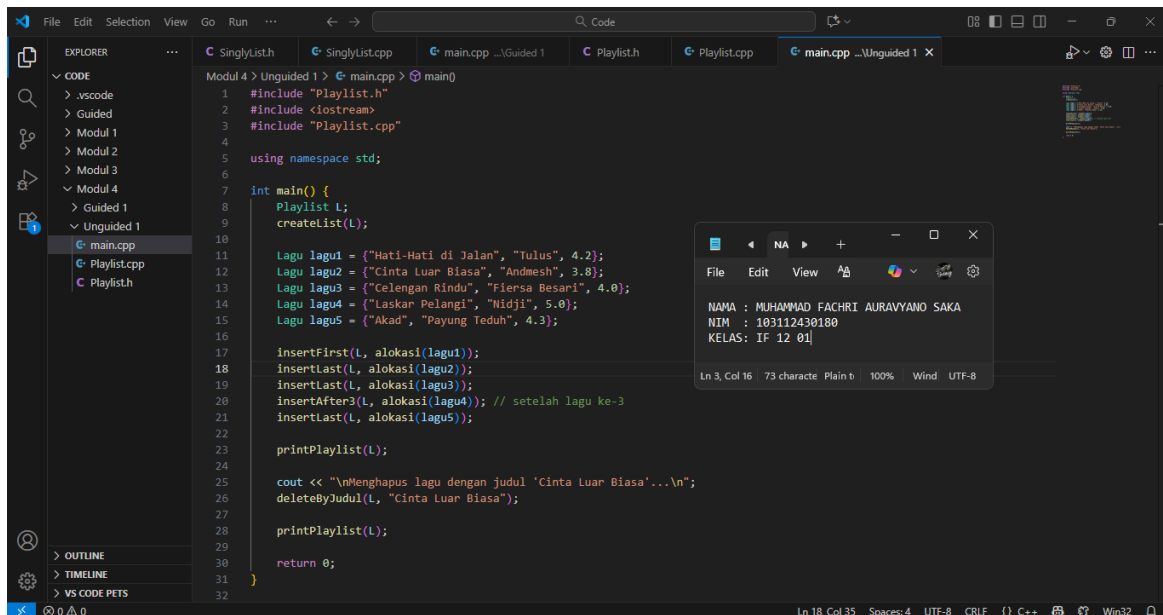 File Edit Selection View Go Run ··· ← → Code
EXPLORER ···
CODE
.vscode
Guided
Modul 1
Modul 2
Modul 3
Modul 4
Guided 1
Unguided 1
main.cpp
Playlist.cpp
Playlist.h
OUTLINE
TIMELINE
VS CODE PETS
SinglyList.h SinglyList.cpp main.cpp ...\Guided 1 Playlist.h Playlist.cpp main.cpp ...\Unguided 1
Modul 4 > Unguided 1 > main.cpp > main()
1 #include "Playlist.h"
2 #include <iostream>
3 #include "Playlist.cpp"
4
5 using namespace std;
6
7 int main() {
8 Playlist L;
9 createList(L);
10
11 Lagu lagu1 = {"Hati-Hati di Jalan", "Tulus", 4.2};
12 Lagu lagu2 = {"Cinta Luar Biasa", "Andmesh", 3.8};
13 Lagu lagu3 = {"Celengan Rindu", "Fiersa Besari", 4.0};
14 Lagu lagu4 = {"Laskar Pelangi", "Nidji", 5.0};
15 Lagu lagu5 = {"Akad", "Payung Teduh", 4.3};
16
17 insertFirst(L, alokasi(lagu1));
18 insertLast(L, alokasi(lagu2));
19 insertLast(L, alokasi(lagu3));
20 insertAfter3(L, alokasi(lagu4)); // setelah lagu ke-3
21 insertLast(L, alokasi(lagu5));
22
23 printPlaylist(L);
24
25 cout << "\nMenghapus lagu dengan judul 'Cinta Luar Biasa'...\n";
26 deleteByJudul(L, "Cinta Luar Biasa");
27
28 printPlaylist(L);
29
30 return 0;
31 }
32
NA
File Edit View
NAMA : MUHAMMAD FACHRI AURAVYANO SAKA
NIM : 103112430180
KELAS: IF 12 01
Ln 3, Col 16 73 characte Plain t 100% Wind UTF-8
0 0 Ln 18, Col 35 Spaces: 4 UTF-8 CRLF {} C++ Win32